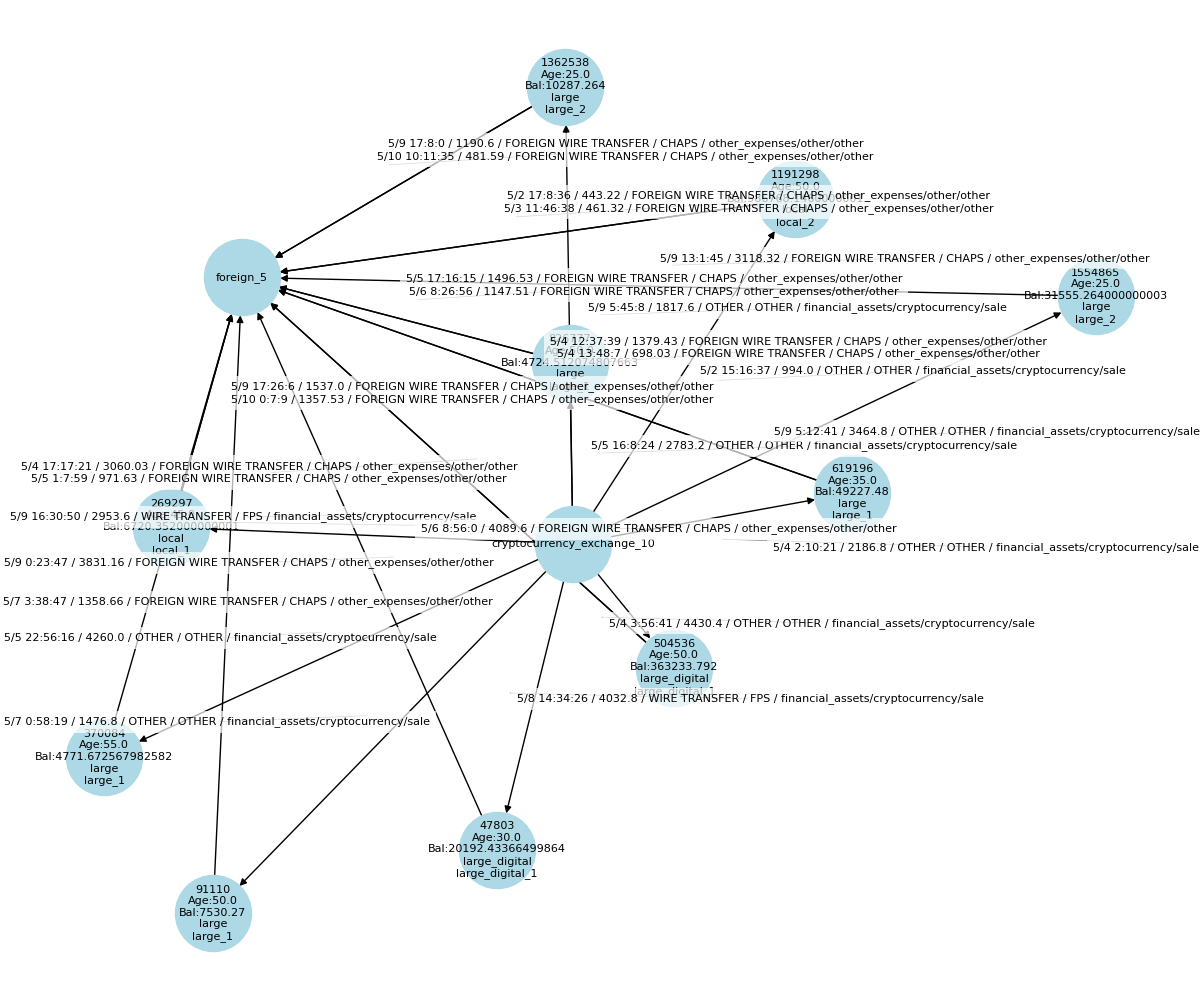 1362538
Age:25.0
Bal:10287.264
large
large_2
5/9 17:8:0 / 1190.6 / FOREIGN WIRE TRANSFER / CHAPS / other_expenses/other/other
5/10 10:11:35 / 481.59 / FOREIGN WIRE TRANSFER / CHAPS / other_expenses/other/other
1191298
Age:50.0
5/2 17:8:36 / 443.22 / FOREIGN WIRE TRANSFER / CHAPS / other_expenses/other/other
5/3 11:46:38 / 461.32 / FOREIGN WIRE TRANSFER / CHAPS / other_expenses/other/other
local_2
5/9 13:1:45 / 3118.32 / FOREIGN WIRE TRANSFER / CHAPS / other_expenses/other/other
foreign_5
5/5 17:16:15 / 1496.53 / FOREIGN WIRE TRANSFER / CHAPS / other_expenses/other/other
5/6 8:26:56 / 1147.51 / FOREIGN WIRE TRANSFER / CHAPS / other_expenses/other/other
1554865
Age:25.0
Bal:31555.264000000003
large
large_2
5/9 5:45:8 / 1817.6 / OTHER / OTHER / financial_assets/cryptocurrency/sale
5/4 12:37:39 / 1379.43 / FOREIGN WIRE TRANSFER / CHAPS / other_expenses/other/other
5/4 13:48:7 / 698.03 / FOREIGN WIRE TRANSFER / CHAPS / other_expenses/other/other
Bal:4724.512074807663
large
5/2 15:16:37 / 994.0 / OTHER / OTHER / financial_assets/cryptocurrency/sale
5/9 17:26:6 / 1537.0 / FOREIGN WIRE TRANSFER / CHAPS / other_expenses/other/other
5/10 0:7:9 / 1357.53 / FOREIGN WIRE TRANSFER / CHAPS / other_expenses/other/other
5/9 5:12:41 / 3464.8 / OTHER / OTHER / financial_assets/cryptocurrency/sale
5/5 16:8:24 / 2783.2 / OTHER / OTHER / financial_assets/cryptocurrency/sale
5/4 17:17:21 / 3060.03 / FOREIGN WIRE TRANSFER / CHAPS / other_expenses/other/other
5/5 1:7:59 / 971.63 / FOREIGN WIRE TRANSFER / CHAPS / other_expenses/other/other
619196
Age:35.0
Bal:49227.48
large
large_1
269297
5/9 16:30:50 / 2953.6 / WIRE TRANSFER / FPS / financial_assets/cryptocurrency/sale
local
local_1
5/6 8:56:0 / 4089.6 / FOREIGN WIRE TRANSFER / CHAPS / other_expenses/other/other
cryptocurrency_exchange_10
5/4 2:10:21 / 2186.8 / OTHER / OTHER / financial_assets/cryptocurrency/sale
5/9 0:23:47 / 3831.16 / FOREIGN WIRE TRANSFER / CHAPS / other_expenses/other/other
5/7 3:38:47 / 1358.66 / FOREIGN WIRE TRANSFER / CHAPS / other_expenses/other/other
5/4 3:56:41 / 4430.4 / OTHER / OTHER / financial_assets/cryptocurrency/sale
5/5 22:56:16 / 4260.0 / OTHER / OTHER / financial_assets/cryptocurrency/sale
504536
Age:50.0
Bal:363233.792
large_digital
large_digital_1
5/8 14:34:26 / 4032.8 / WIRE TRANSFER / FPS / financial_assets/cryptocurrency/sale
5/7 0:58:19 / 1476.8 / OTHER / OTHER / financial_assets/cryptocurrency/sale
370084
Age:55.0
Bal:4771.672567982582
large
large_1
47803
Age:30.0
Bal:20192.43366499864
large_digital
large_digital_1
91110
Age:50.0
Bal:7530.27
large
large_1